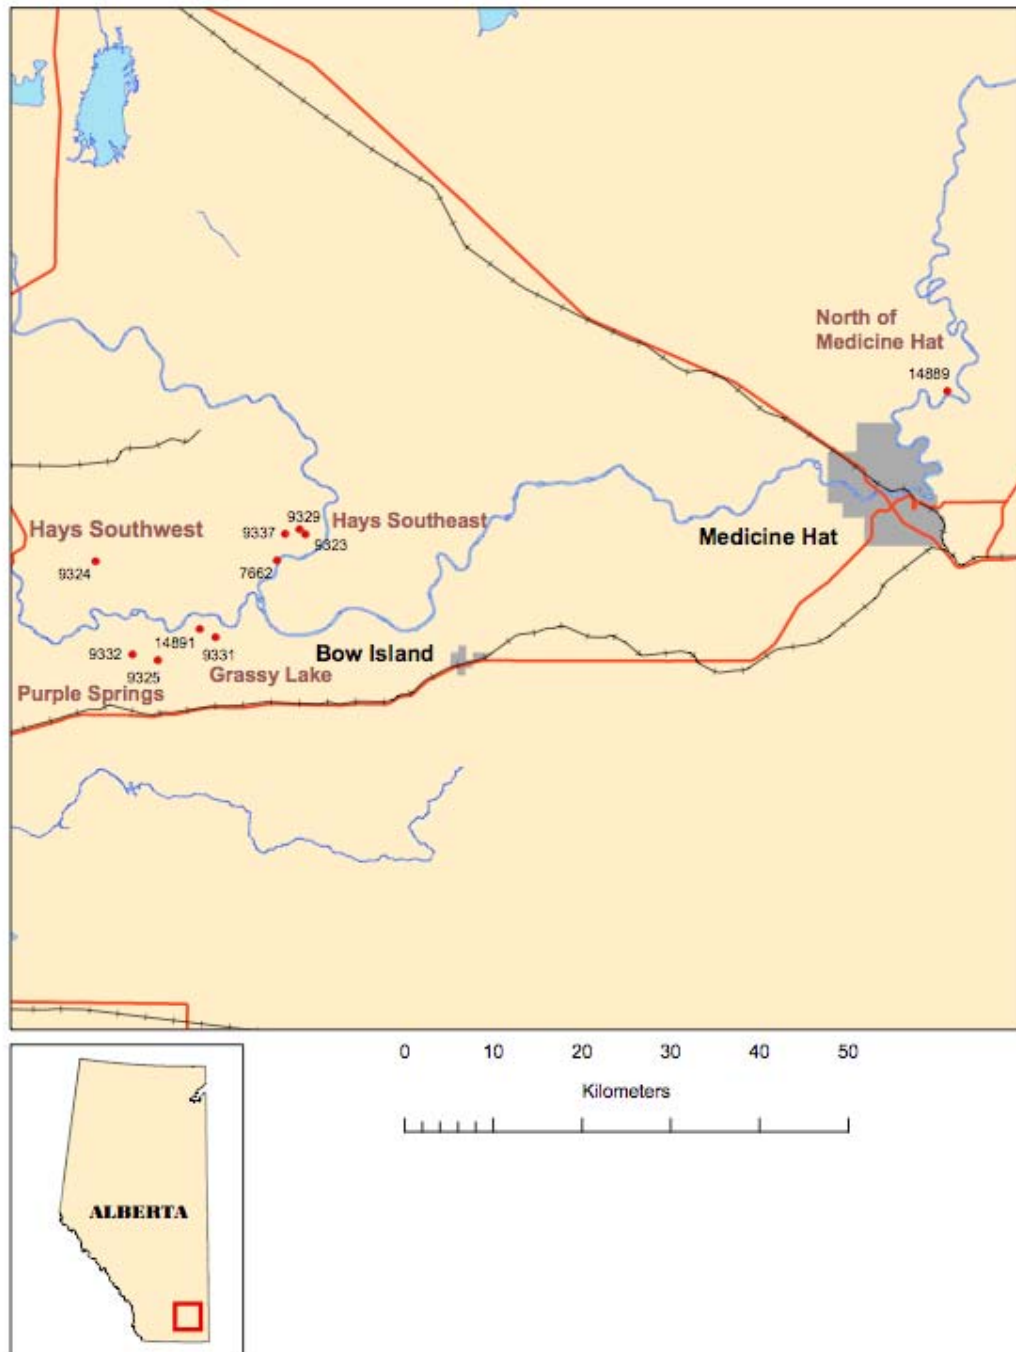 North of
Medicine Hat
14889
9329
Hays Southwest
9337
Hays Southeast
9323
Medicine Hat
9324
7662
14891
9331
Bow Island
9332
9325
Grassy Lake
Purple Springs
0 10 20 30 40 50
Kilometers
ALBERTA